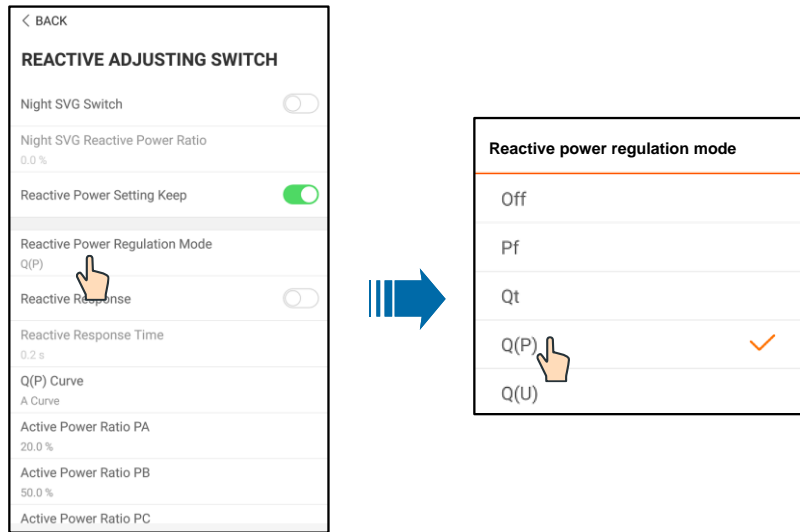 < BACK
REACTIVE ADJUSTING SWITCH
Night SVG Switch
Night SVG Reactive Power Ratio
0.0 %
Reactive Power Setting Keep
Reactive Power Regulation Mode
Q(P)
Reactive Response
Reactive Response Time
0.2 s
Q(P) Curve
A Curve
Active Power Ratio PA
20.0 %
Active Power Ratio PB
50.0 %
Active Power Ratio PC
Reactive power regulation mode
Off
Pf
Qt
Q(P)
Q(U)